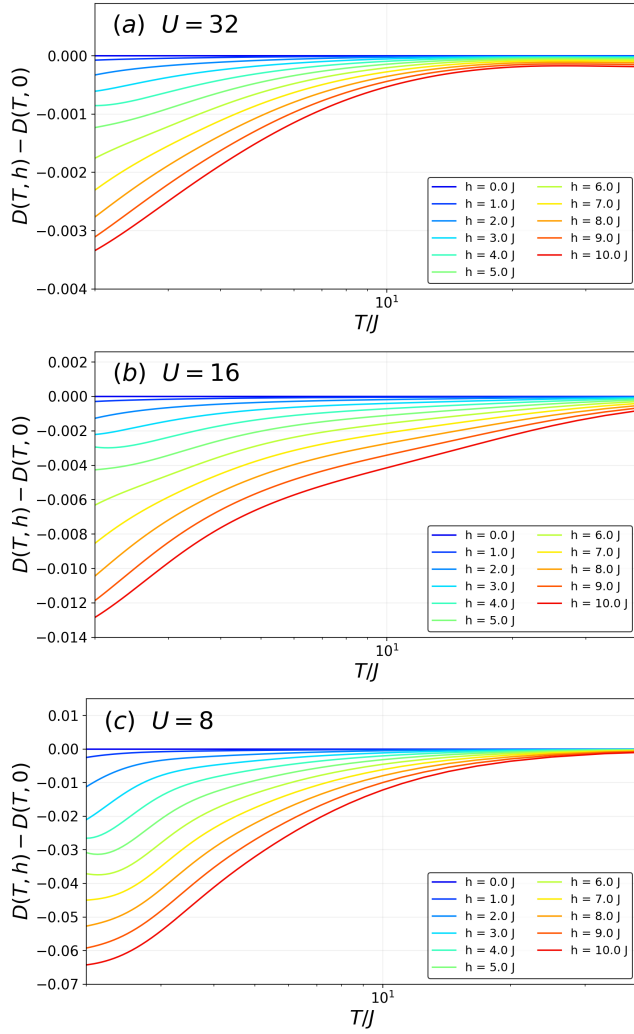 (a) U = 32
0.000
−0.001
−0.002
−0.003
−0.004
D(T, h) − D(T, 0)
h = 0.0 J
h = 1.0 J
h = 2.0 J
h = 3.0 J
h = 4.0 J
h = 5.0 J
h = 6.0 J
h = 7.0 J
h = 8.0 J
h = 9.0 J
h = 10.0 J
10¹
T/J
(b) U = 16
0.002
0.000
−0.002
−0.004
−0.006
−0.008
−0.010
−0.012
−0.014
D(T, h) − D(T, 0)
h = 0.0 J
h = 1.0 J
h = 2.0 J
h = 3.0 J
h = 4.0 J
h = 5.0 J
h = 6.0 J
h = 7.0 J
h = 8.0 J
h = 9.0 J
h = 10.0 J
10¹
T/J
(c) U = 8
0.01
0.00
−0.01
−0.02
−0.03
−0.04
−0.05
−0.06
−0.07
D(T, h) − D(T, 0)
h = 0.0 J
h = 1.0 J
h = 2.0 J
h = 3.0 J
h = 4.0 J
h = 5.0 J
h = 6.0 J
h = 7.0 J
h = 8.0 J
h = 9.0 J
h = 10.0 J
10¹
T/J